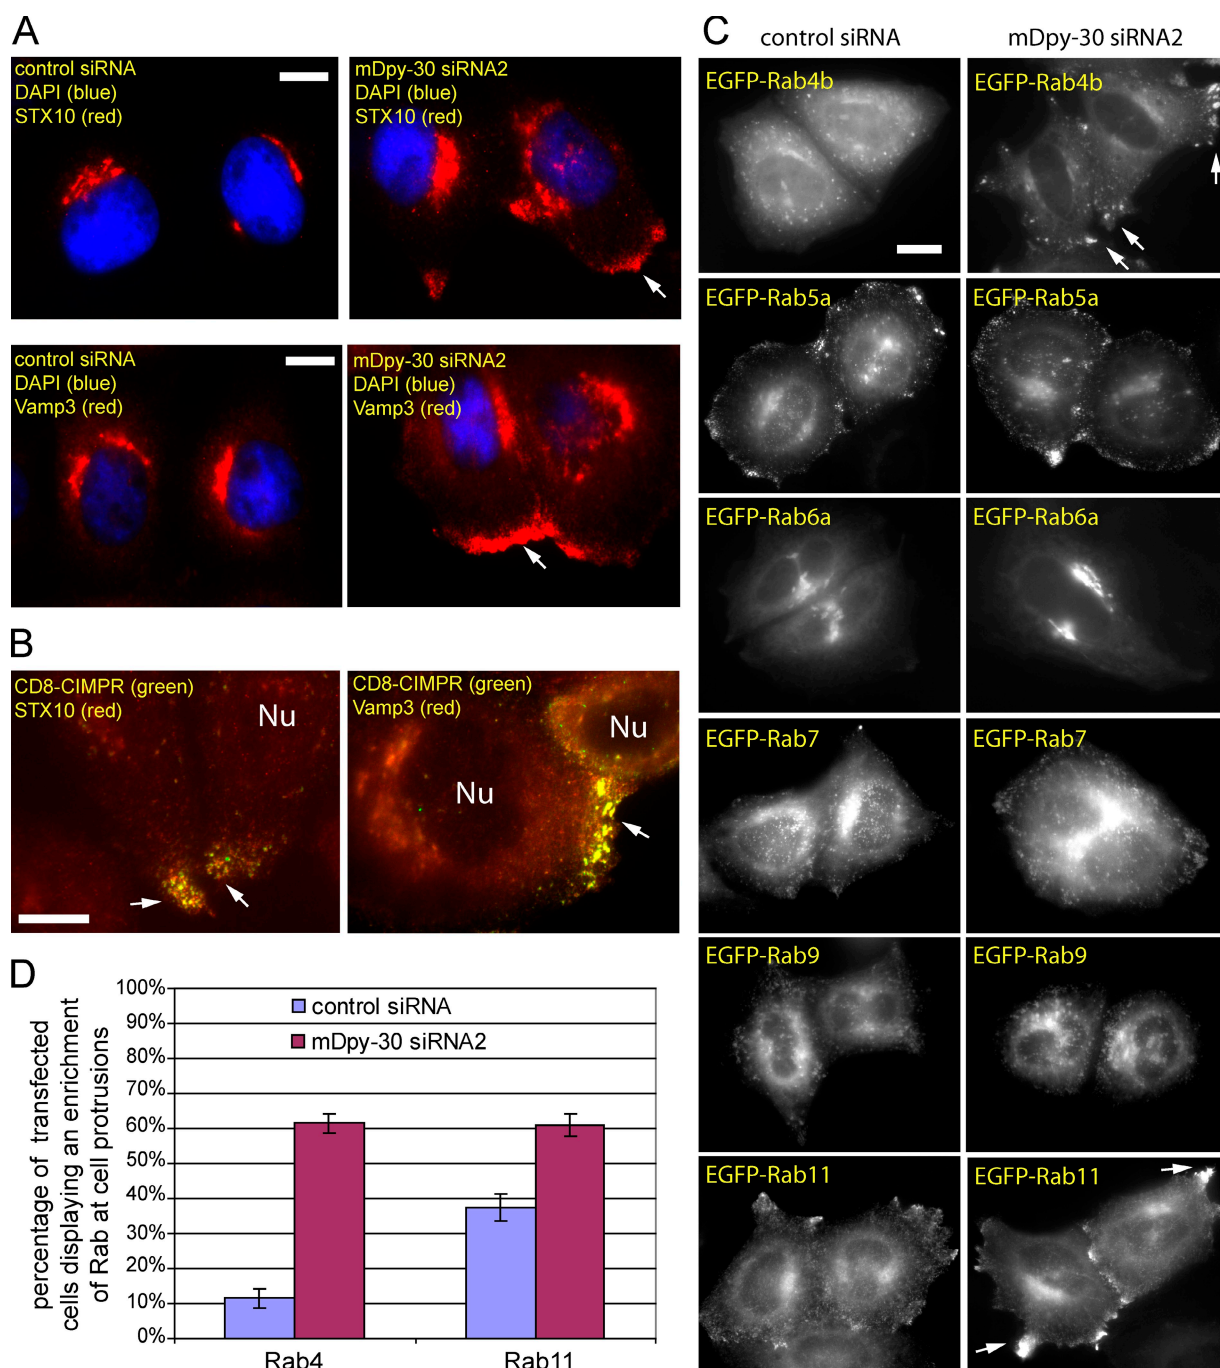 A
control siRNA
DAPI (blue)
STX10 (red)
mDpy-30 siRNA2
DAPI (blue)
STX10 (red)
control siRNA
DAPI (blue)
Vamp3 (red)
mDpy-30 siRNA2
DAPI (blue)
Vamp3 (red)
B
CD8-CIMPR (green)
STX10 (red)
Nu
CD8-CIMPR (green)
Vamp3 (red)
Nu
Nu
C
control siRNA
mDpy-30 siRNA2
EGFP-Rab4b
EGFP-Rab4b
EGFP-Rab5a
EGFP-Rab5a
EGFP-Rab6a
EGFP-Rab6a
EGFP-Rab7
EGFP-Rab7
EGFP-Rab9
EGFP-Rab9
EGFP-Rab11
EGFP-Rab11
D
percentage of transfected
cells displaying an enrichment
of Rab at cell protrusions
100%
90%
80%
70%
60%
50%
40%
30%
20%
10%
0%
control siRNA
mDpy-30 siRNA2
Rab4
Rab11